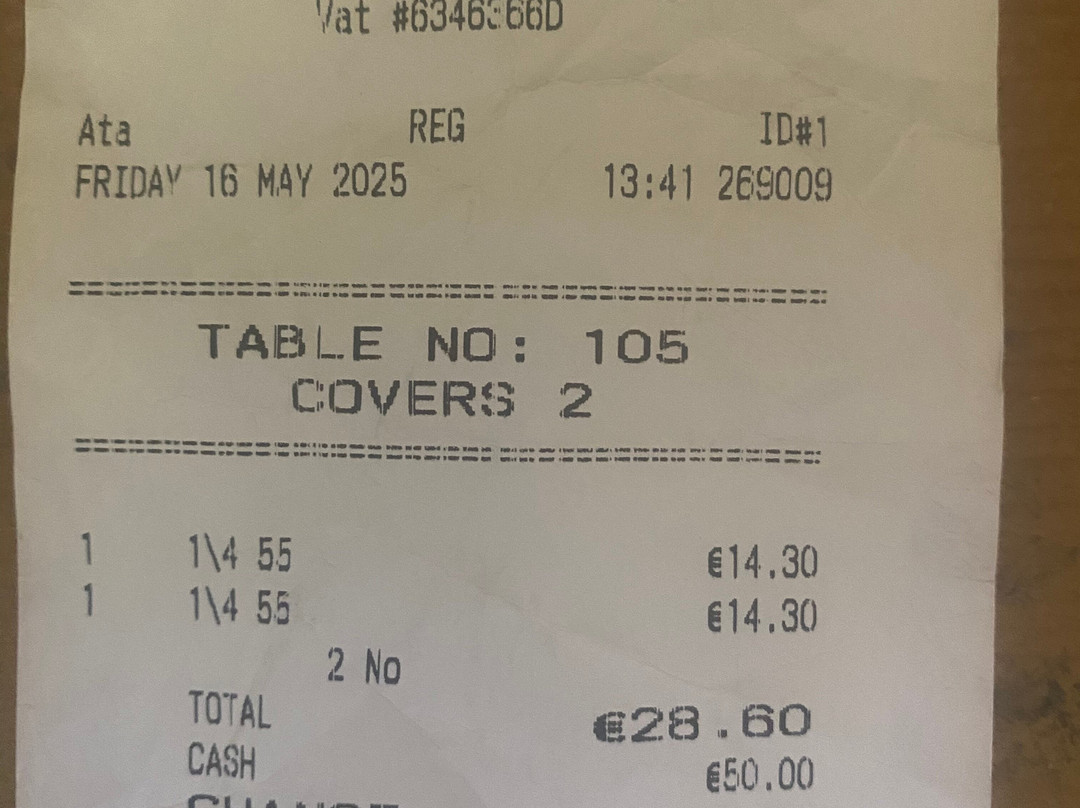 Vat #6346366D
Ata REG ID#1
FRIDAY 16 MAY 2025 13:41 269009
TABLE NO: 105
COVERS 2
1 1\4 55 €14.30
1 1\4 55 €14.30
2 No
TOTAL €28.60
CASH €50.00